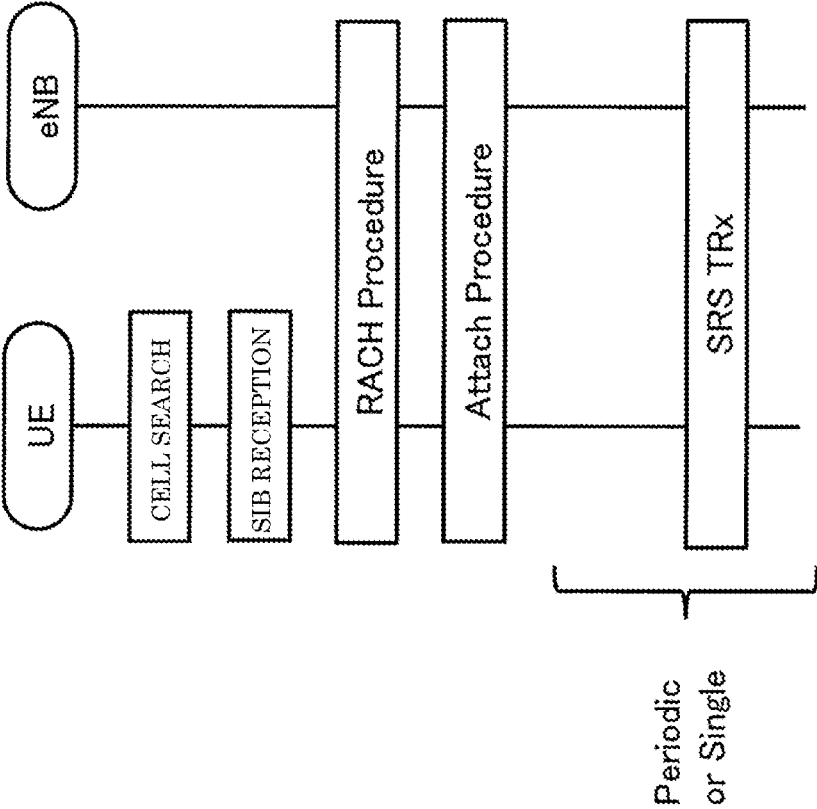 UE
eNB
CELL SEARCH
SIB RECEPTION
RACH Procedure
Attach Procedure
SRS TRx
Periodic
or Single